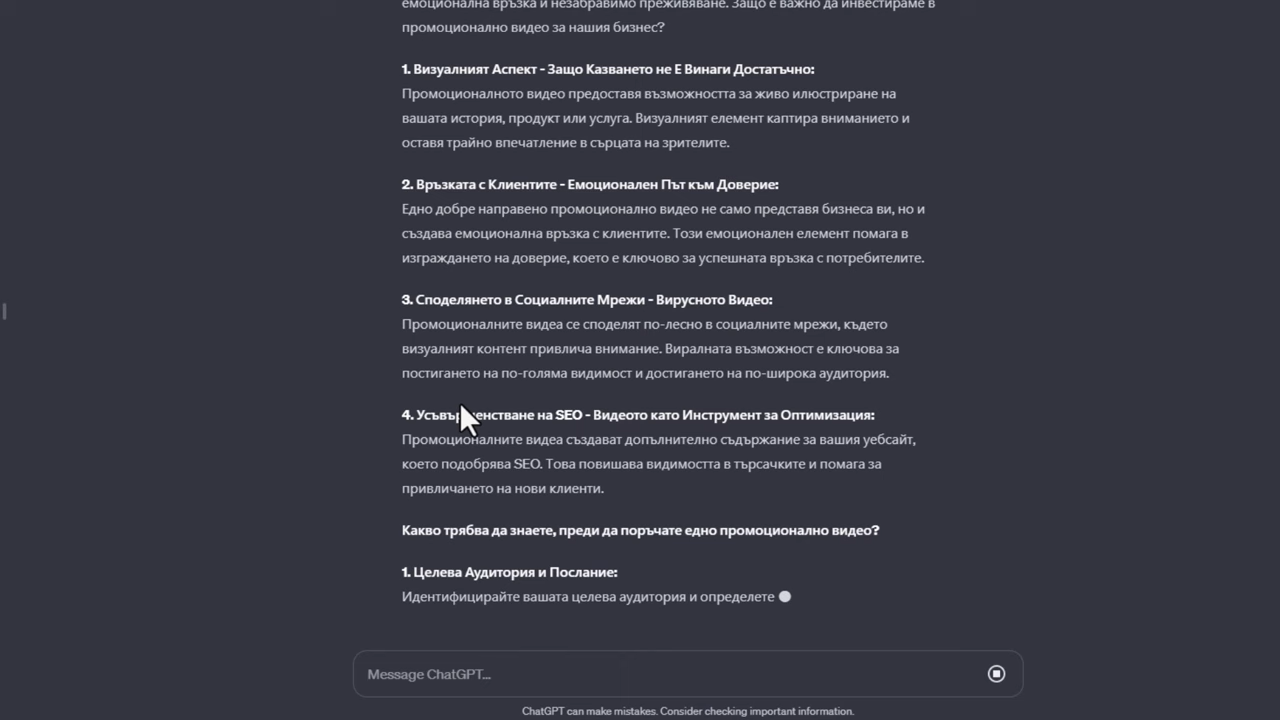 емоционална връзка и незабравимо преживяване. Защо е важно да инвестираме в
промоционално видео за нашия бизнес?
1. Визуалният Аспект - Защо Казването не Е Винаги Достатъчно:
Промоционалното видео предоставя възможността за живо илюстриране на
вашата история, продукт или услуга. Визуалният елемент каптира вниманието и
оставя трайно впечатление в сърцата на зрителите.
2. Връзката с Клиентите - Емоционален Път към Доверие:
Едно добре направено промоционално видео не само представя бизнеса ви, но и
създава емоционална връзка с клиентите. Този емоционален елемент помага в
изграждането на доверие, което е ключово за успешната връзка с потребителите.
3. Споделянето в Социалните Мрежи - Вирусното Видео:
Промоционалните видеа се споделят по-лесно в социалните мрежи, където
визуалният контент привлича внимание. Виралната възможност е ключова за
постигането на по-голяма видимост и достигането на по-широка аудитория.
4. Усъвършенстване на SEO - Видеото като Инструмент за Оптимизация:
Промоционалните видеа създават допълнително съдържание за вашия уебсайт,
което подобрява SEO. Това повишава видимостта в търсачките и помага за
привличането на нови клиенти.
Какво трябва да знаете, преди да поръчате едно промоционално видео?
1. Целева Аудитория и Послание:
Идентифицирайте вашата целева аудитория и определете
Message ChatGPT...
ChatGPT can make mistakes. Consider checking important information.